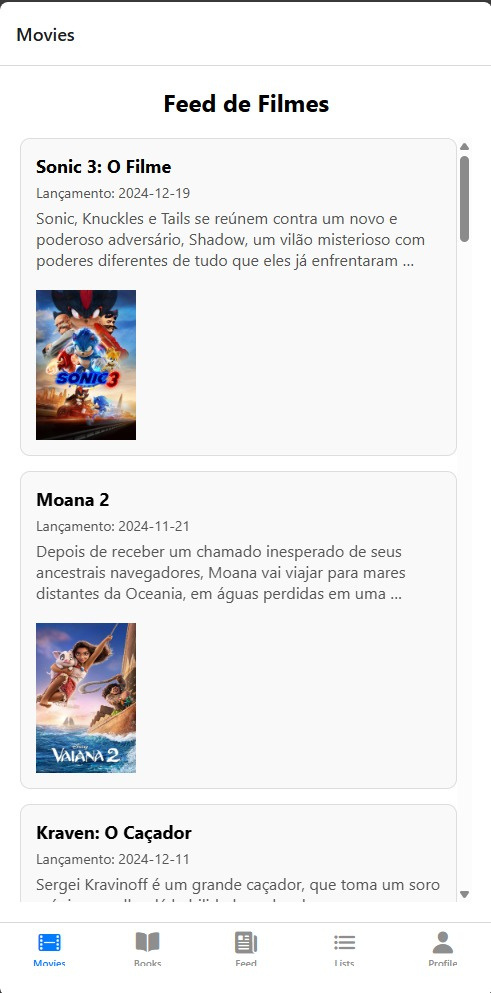 Movies
Feed de Filmes
Sonic 3: O Filme
Lançamento: 2024-12-19
Sonic, Knuckles e Tails se reúnem contra um novo e
poderoso adversário, Shadow, um vilão misterioso com
poderes diferentes de tudo que eles já enfrentaram ...
SONIC 3
Moana 2
Lançamento: 2024-11-21
Depois de receber um chamado inesperado de seus
ancestrais navegadores, Moana vai viajar para mares
distantes da Oceania, em águas perdidas em uma ...
Disney
VAIANA 2
Kraven: O Caçador
Lançamento: 2024-12-11
Sergei Kravinoff é um grande caçador, que toma um soro
Movies
Books
Feed
Lists
Profile